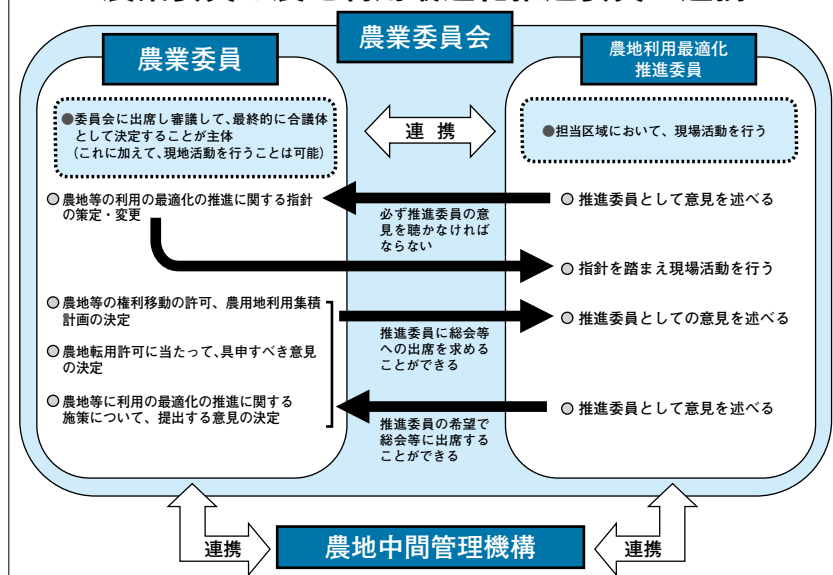 農業委員会
農業委員
農地利用最適化
推進委員
●委員会に出席し審議して、最終的に合議体
として決定することが主体
(これに加えて、現地活動を行うことは可能)
連 携
●担当区域において、現場活動を行う
○農地等の利用の最適化の推進に関する指針
の策定・変更
必ず推進委員の意
見を聴かなければ
ならない
○推進委員として意見を述べる
○指針を踏まえ現場活動を行う
○農地等の権利移動の許可、農用地利用集積
計画の決定
○農地転用許可に当たって、具申すべき意見
の決定
○農地等に利用の最適化の推進に関する
施策について、提出する意見の決定
推進委員に総会等
への出席を求める
ことができる
○推進委員としての意見を述べる
推進委員の希望で
総会等に出席する
ことができる
○推進委員として意見を述べる
連携
農地中間管理機構
連携